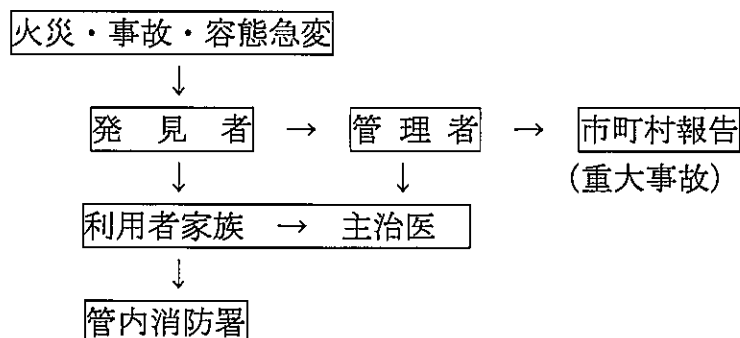 火災・事故・容態急変
↓
発見者 → 管理者 → 市町村報告
↓ ↓ (重大事故)
利用者家族 → 主治医
↓
管内消防署